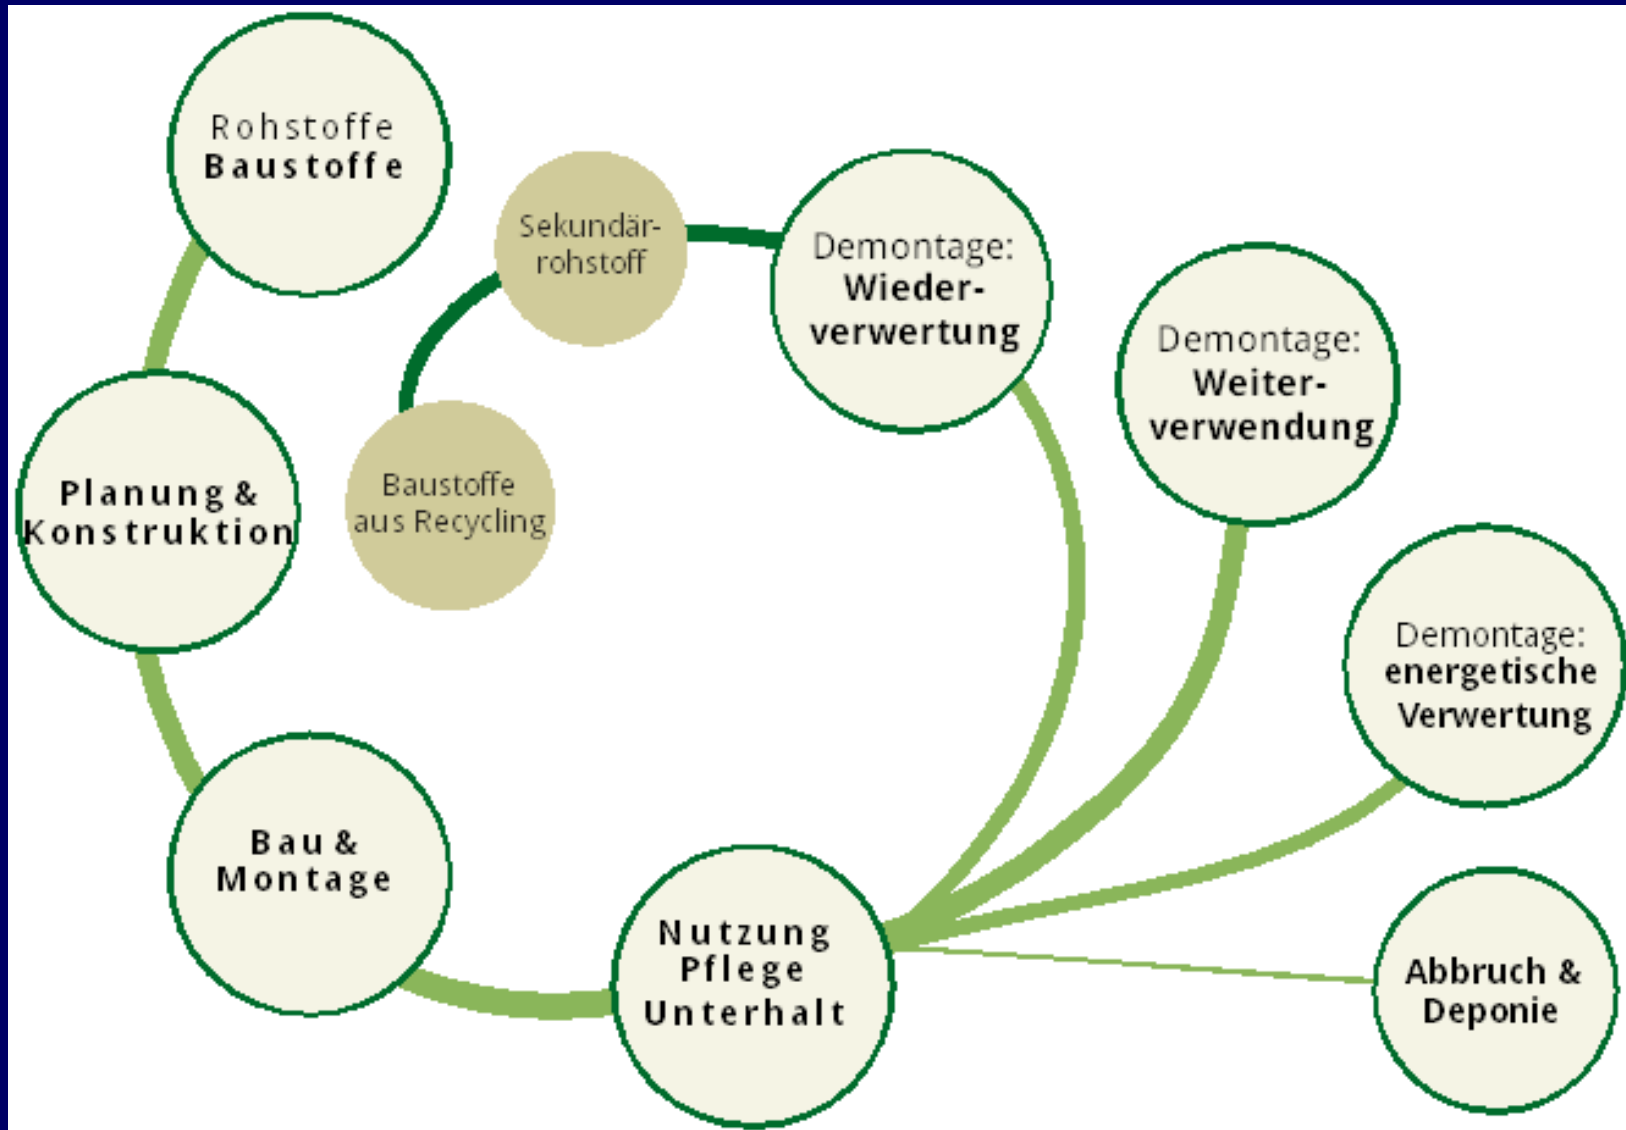 Rohstoffe
Baustoffe
Sekundär-
rohstoff
Demontage:
Wieder-
verwertung
Demontage:
Weiter-
verwendung
Planung &
Konstruktion
Baustoffe
aus Recycling
Demontage:
energetische
Verwertung
Bau &
Montage
Nutzung
Pflege
Unterhalt
Abbruch &
Deponie